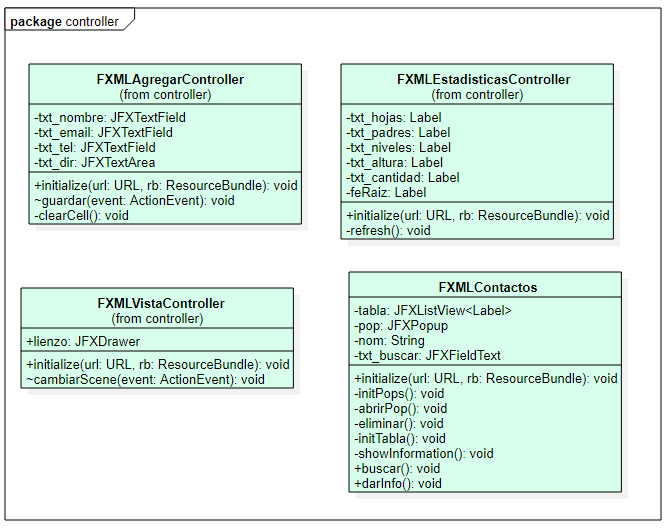 package controller
FXMLAgregarController
(from controller)
-txt_nombre: JFXTextField
-txt_email: JFXTextField
-txt_tel: JFXTextField
-txt_dir: JFXTextArea
+initialize(url: URL, rb: ResourceBundle): void
~guardar(event: ActionEvent): void
-clearCell(): void
FXMLEstadisticasController
(from controller)
-txt_hojas: Label
-txt_padres: Label
-txt_niveles: Label
-txt_altura: Label
-txt_cantidad: Label
-feRaiz: Label
+initialize(url: URL, rb: ResourceBundle): void
-refresh(): void
FXMLVistaController
(from controller)
+lienzo: JFXDrawer
+initialize(url: URL, rb: ResourceBundle): void
~cambiarScene(event: ActionEvent): void
FXMLContactos
-tabla: JFXListView<Label>
-pop: JFXPopup
-nom: String
-txt_buscar: JFXFieldText
+initialize(url: URL, rb: ResourceBundle): void
-initPops(): void
-abrirPop(): void
-eliminar(): void
-initTabla(): void
-showInformation(): void
+buscar(): void
+darInfo(): void